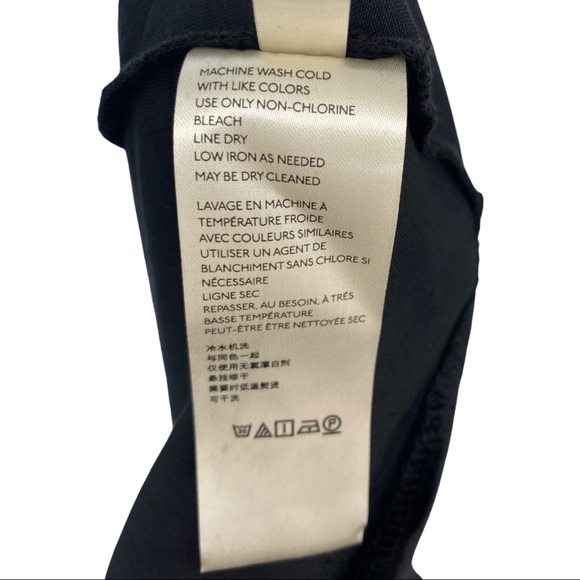 MACHINE WASH COLD
WITH LIKE COLORS
USE ONLY NON-CHLORINE
BLEACH
LINE DRY
LOW IRON AS NEEDED
MAY BE DRY CLEANED
LAVAGE EN MACHINE À
TEMPÉRATURE FROIDE
AVEC COULEURS SIMILAIRES
UTILISER UN AGENT DE
BLANCHIMENT SANS CHLORE SI
NÉCESSAIRE
LIGNE SEC
REPASSER, AU BESOIN, À TRÉS
BASSE TEMPÉRATURE
PEUT-ÊTRE ÊTRE NETTOYÉE SEC
冷水机洗
与同色一起
仅使用无氯漂白剂
悬挂晾干
需要时低温熨烫
可干洗
30
P